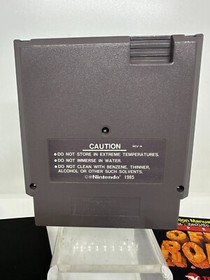 CAUTION
●DO NOT STORE IN EXTREME TEMPERATURES.
●DO NOT IMMERSE IN WATER.
●DO NOT CLEAN WITH BENZENE, THINNER,
ALCOHOL OR OTHER SUCH SOLVENTS.
©Nintendo 1985